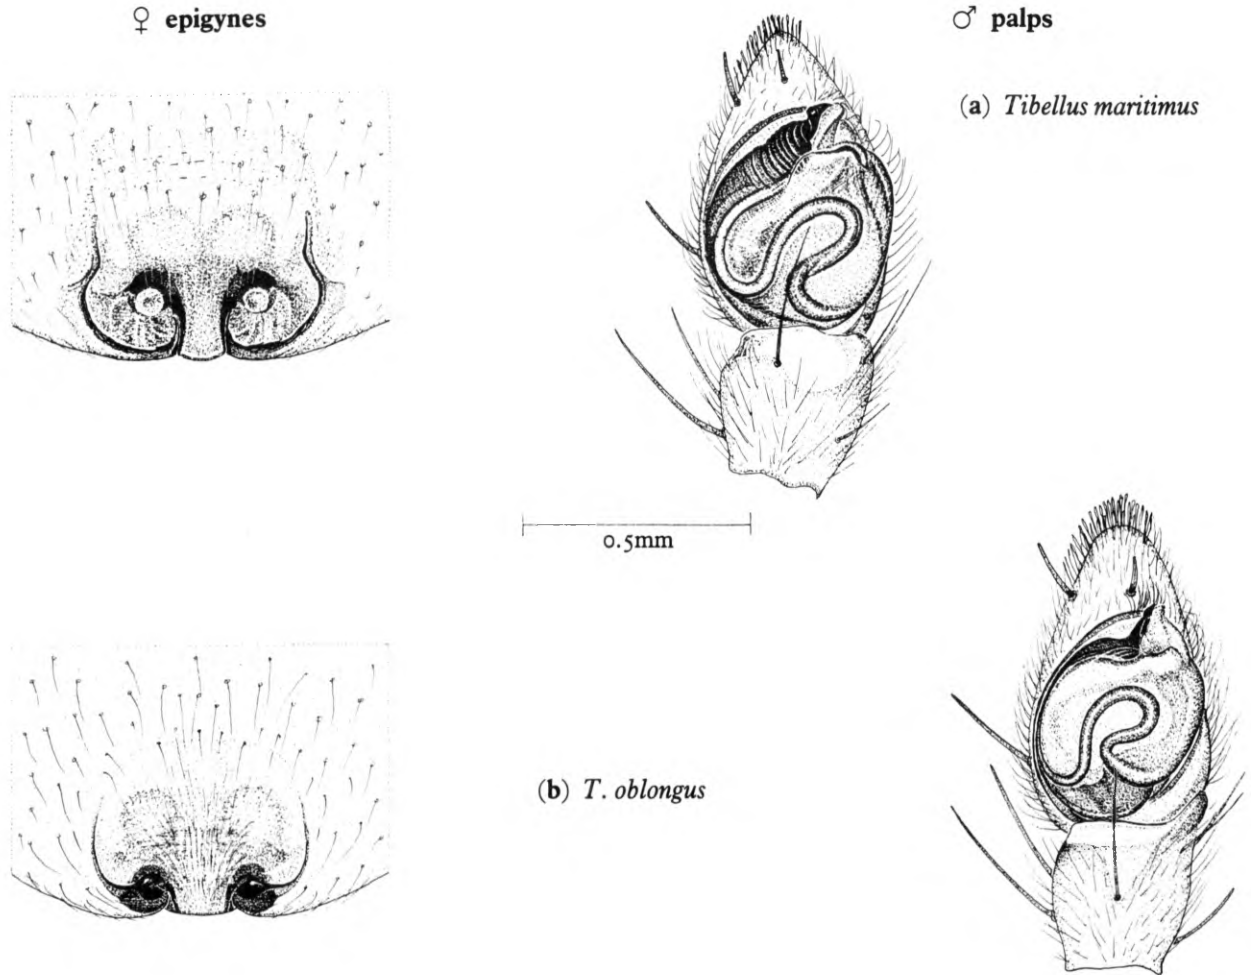 ♀ epigynes
♂ palps
(a) Tibellus maritimus
0.5mm
(b) T. oblongus